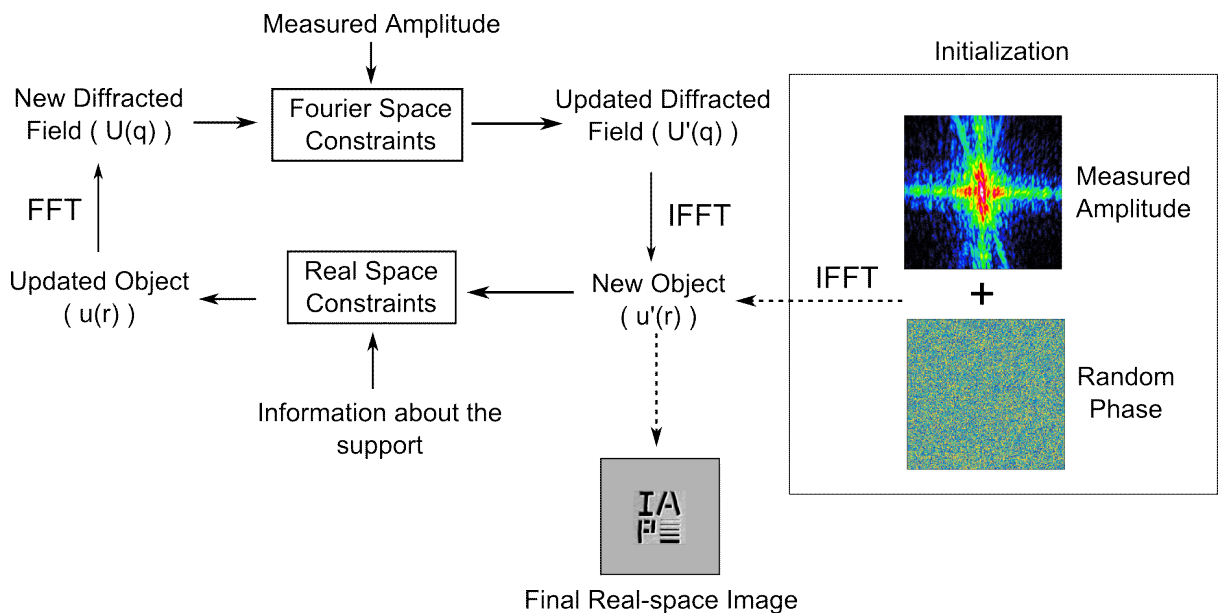 Measured Amplitude
Initialization
New Diffracted
Field ( U(q) )
Fourier Space
Constraints
Updated Diffracted
Field ( U'(q) )
Measured
Amplitude
FFT
IFFT
IFFT
+
Updated Object
( u(r) )
Real Space
Constraints
New Object
( u'(r) )
Random
Phase
Information about the
support
IA
P
Final Real-space Image